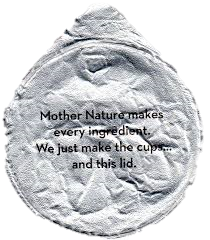 Mother Nature makes
every ingredient.
We just make the cups...
and this lid.